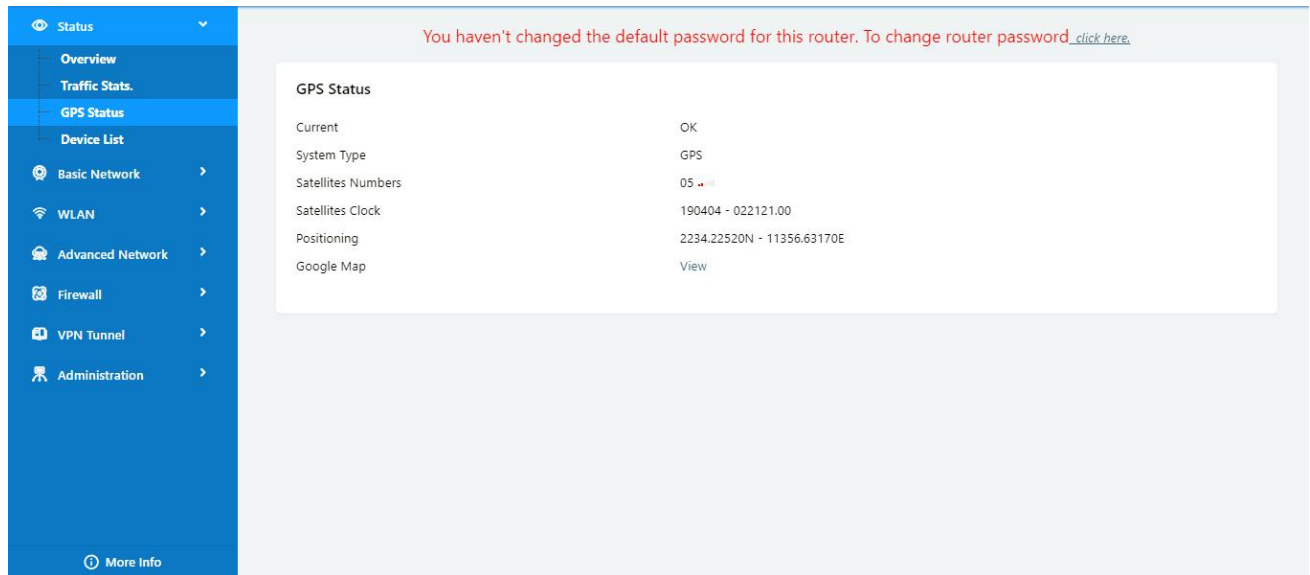 Status
Overview
Traffic Stats.
GPS Status
Device List
Basic Network
WLAN
Advanced Network
Firewall
VPN Tunnel
Administration
More Info
You haven't changed the default password for this router. To change router password click here.
GPS Status
Current OK
System Type GPS
Satellites Numbers 05
Satellites Clock 190404 - 022121.00
Positioning 2234.22520N - 11356.63170E
Google Map View